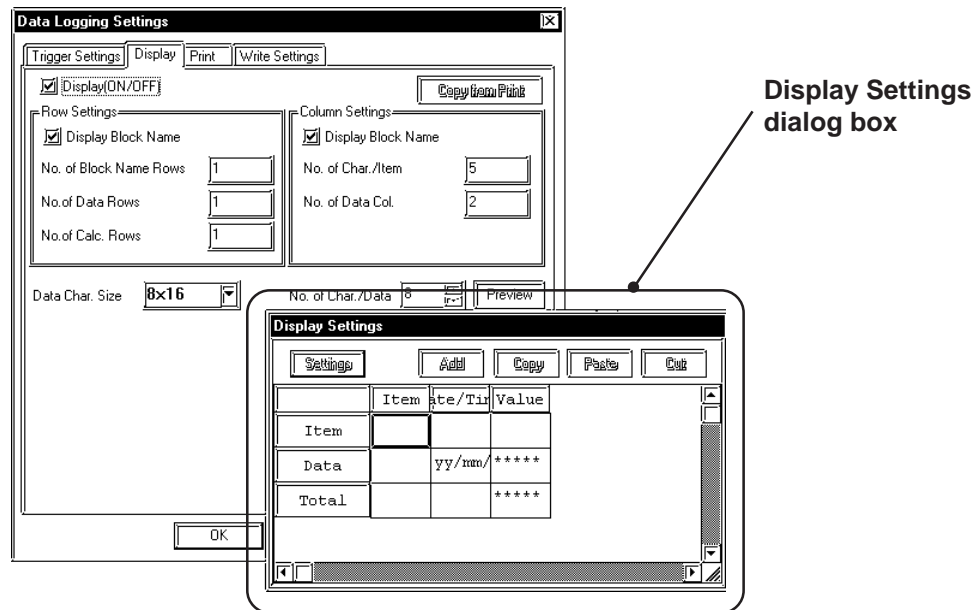 Data Logging Settings
Trigger Settings Display Print Write Settings
Display(ON/OFF)
Copy from Print
Row Settings
Display Block Name
No. of Block Name Rows 1
No.of Data Rows 1
No.of Calc. Rows 1
Column Settings
Display Block Name
No. of Char./Item 5
No. of Data Col. 2
Data Char. Size 8×16
No. of Char./Data 8
Preview
OK
Display Settings
dialog box
Display Settings
Settings Add Copy Paste Cut
Item ate/Tir Value
Item
Data yy/mm/ *****
Total *****